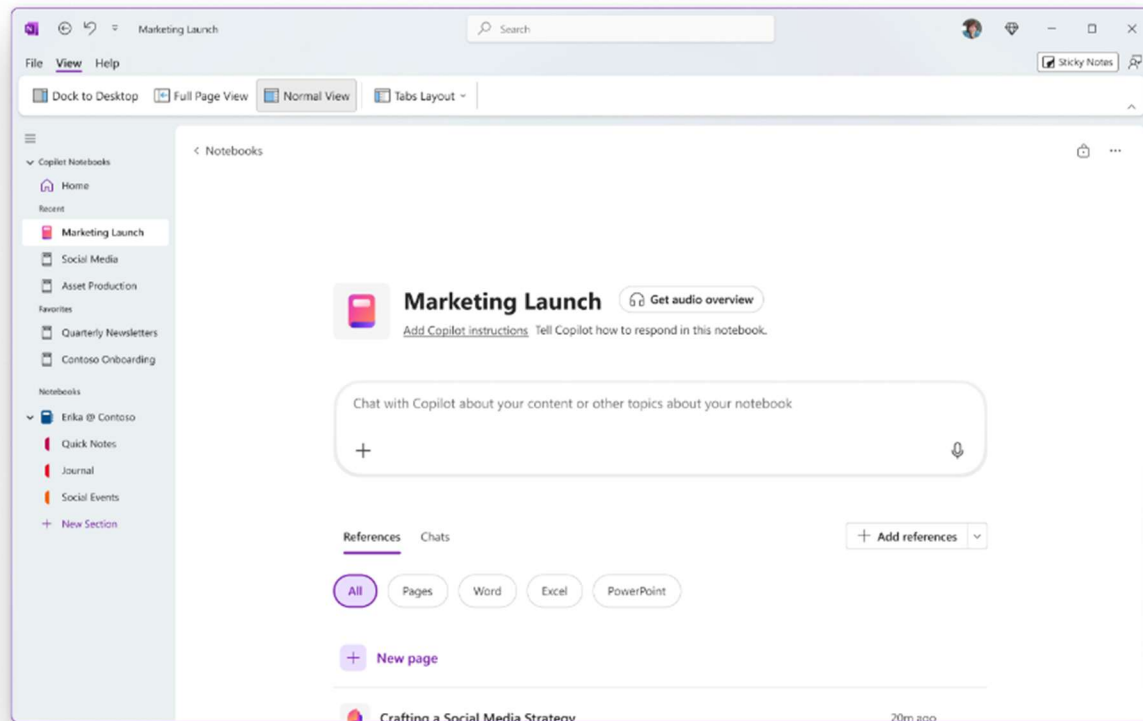 Marketing Launch
Search
File View Help
Sticky Notes
Dock to Desktop Full Page View Normal View Tabs Layout
Copilot Notebooks
Home
Recent
Marketing Launch
Social Media
Asset Production
Favorites
Quarterly Newsletters
Contoso Onboarding
Notebooks
Erika @ Contoso
Quick Notes
Journal
Social Events
+ New Section
< Notebooks
Marketing Launch
Get audio overview
Add Copilot instructions Tell Copilot how to respond in this notebook.
Chat with Copilot about your content or other topics about your notebook
References Chats
+ Add references
All Pages Word Excel PowerPoint
+ New page
Crafting a Social Media Strategy 20m ago